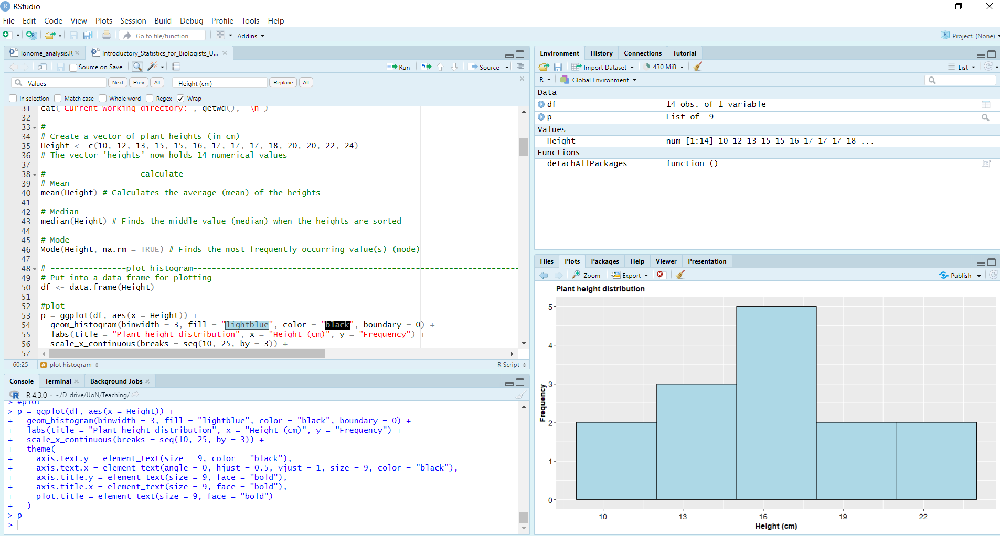 RStudio
File Edit Code View Plots Session Build Debug Profile Tools Help
Go to file/function Addins Project: (None)
Ionome_analysis.R Introductory_Statistics_for_Biologists_U...
Source on Save Run Source
Values Next Prev All Height (cm) Replace All
In selection Match case Whole word Regex Wrap
31 cat("Current working directory:", getwd(), "\n")
32
33 # -------------------------------------------------------------------------------------------------
34 # Create a vector of plant heights (in cm)
35 Height <- c(10, 12, 13, 15, 15, 16, 17, 17, 17, 18, 20, 20, 22, 24)
36 # The vector 'heights' now holds 14 numerical values
37
38 # -------------------calculate-----------------------------------------------------------------------
39 # Mean
40 mean(Height) # Calculates the average (mean) of the heights
41
42 # Median
43 median(Height) # Finds the middle value (median) when the heights are sorted
44
45 # Mode
46 Mode(Height, na.rm = TRUE) # Finds the most frequently occurring value(s) (mode)
47
48 # ----------------plot histogram---------------------------------------------------------------------
49 # Put into a data frame for plotting
50 df <- data.frame(Height)
51
52 #plot
53 p = ggplot(df, aes(x = Height)) +
54 geom_histogram(binwidth = 3, fill = "lightblue", color = "black", boundary = 0) +
55 labs(title = "Plant height distribution", x = "Height (cm)", y = "Frequency") +
56 scale_x_continuous(breaks = seq(10, 25, by = 3)) +
57
60:25 # plot histogram R Script
Console Terminal Background Jobs
R R 4.3.0 · ~/D_drive/UoN/Teaching/
> #plot
> p = ggplot(df, aes(x = Height)) +
+ geom_histogram(binwidth = 3, fill = "lightblue", color = "black", boundary = 0) +
+ labs(title = "Plant height distribution", x = "Height (cm)", y = "Frequency") +
+ scale_x_continuous(breaks = seq(10, 25, by = 3)) +
+ theme(
+ axis.text.y = element_text(size = 9, color = "black"),
+ axis.text.x = element_text(angle = 0, hjust = 0.5, vjust = 1, size = 9, color = "black"),
+ axis.title.y = element_text(size = 9, face = "bold"),
+ axis.title.x = element_text(size = 9, face = "bold"),
+ plot.title = element_text(size = 9, face = "bold")
+ )
> p
>
Environment History Connections Tutorial
Import Dataset 430 MiB List
R Global Environment
Data
df 14 obs. of 1 variable
p List of 9
Values
Height num [1:14] 10 12 13 15 15 16 17 17 17 18 ...
Functions
detachAllPackages function ()
Files Plots Packages Help Viewer Presentation
Zoom Export Publish
Plant height distribution
5
4
3
2
1
0
Frequency
10 13 16 19 22
Height (cm)